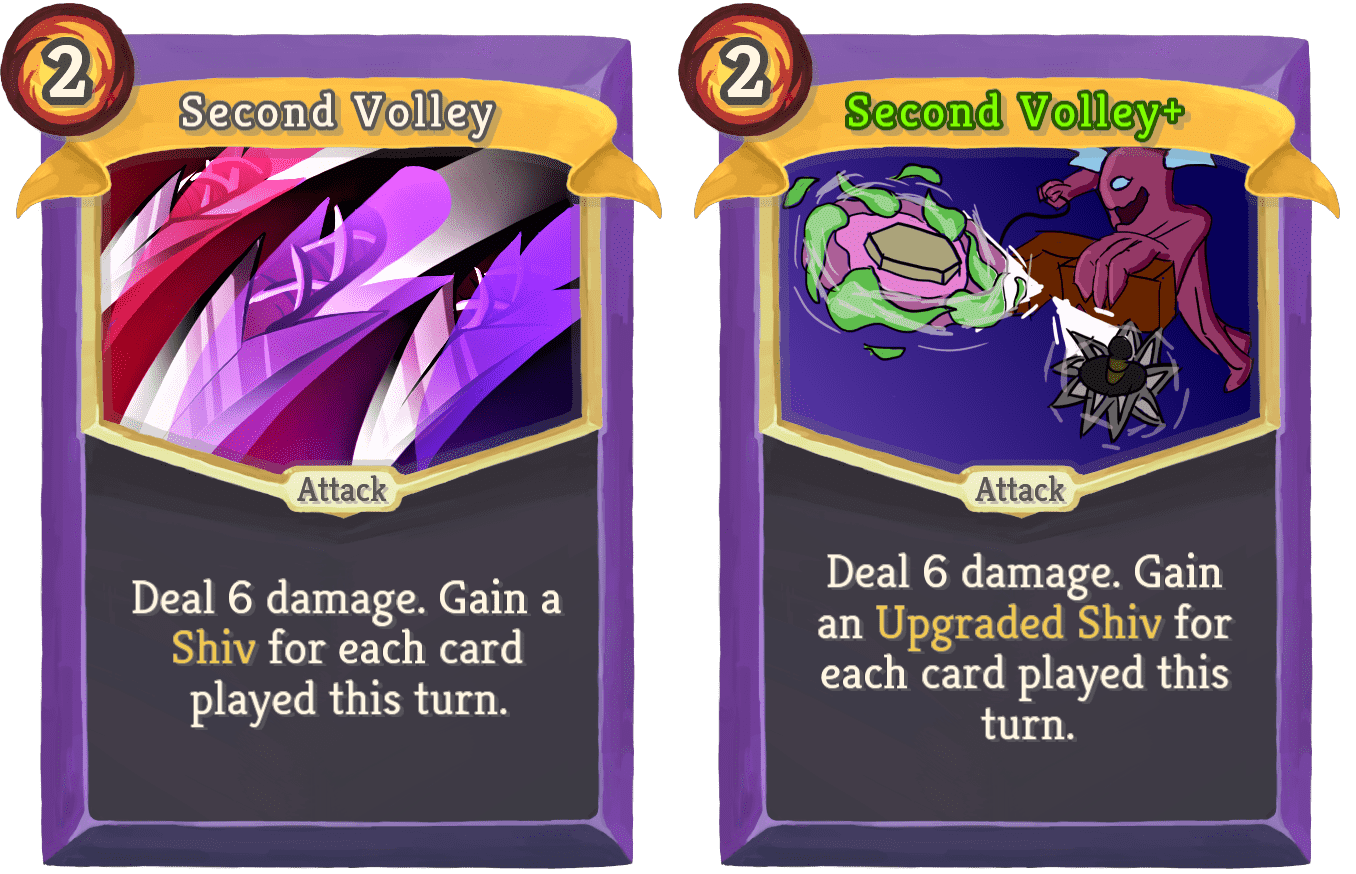 2
Second Volley
Attack
Deal 6 damage. Gain a
Shiv for each card
played this turn.
2
Second Volley+
Attack
Deal 6 damage. Gain
an Upgraded Shiv for
each card played this
turn.